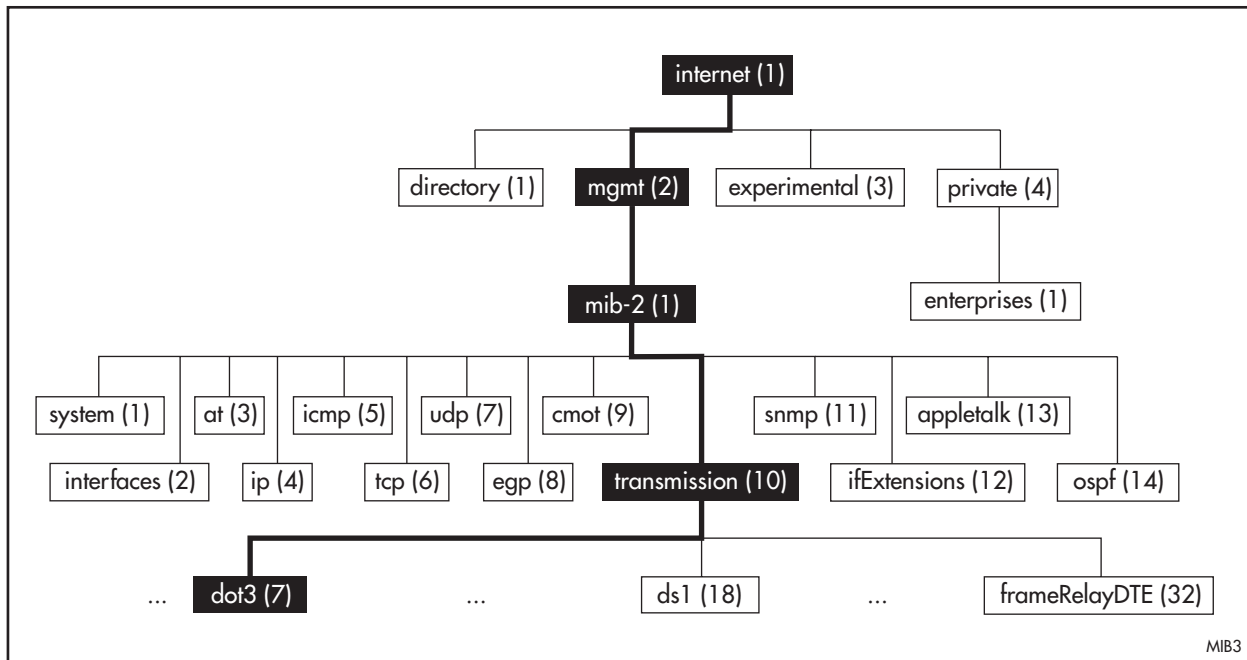 internet (1)
directory (1) mgmt (2) experimental (3) private (4)
mib-2 (1) enterprises (1)
system (1) at (3) icmp (5) udp (7) cmot (9) snmp (11) appletalk (13)
interfaces (2) ip (4) tcp (6) egp (8) transmission (10) ifExtensions (12) ospf (14)
... dot3 (7) ... ds1 (18) ... frameRelayDTE (32)
MIB3